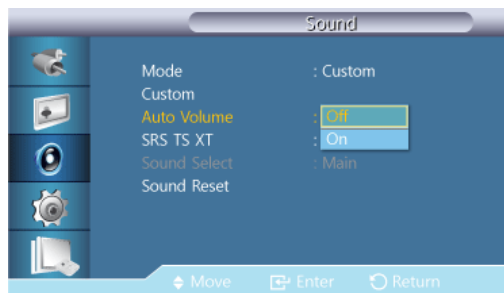 Sound
Mode : Custom
Custom
Auto Volume : Off
SRS TS XT : On
Sound Select : Main
Sound Reset
Move Enter Return